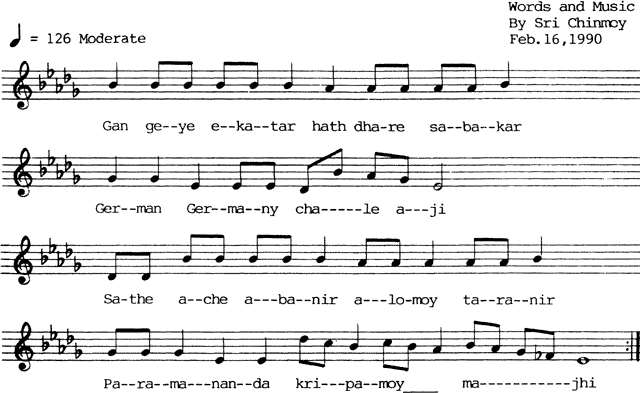 Words and Music
By Sri Chinmoy
♩ = 126 Moderate Feb.16,1990
Gan ge--ye e--ka--tar hath dha-re sa--ba--kar
Ger--man Ger--ma--ny cha-----le a---ji
Sa-the a--che a---ba--nir a---lo-moy ta--ra--nir
Pa--ra--ma---nan--da kri---pa--moy____ ma-----------jhi